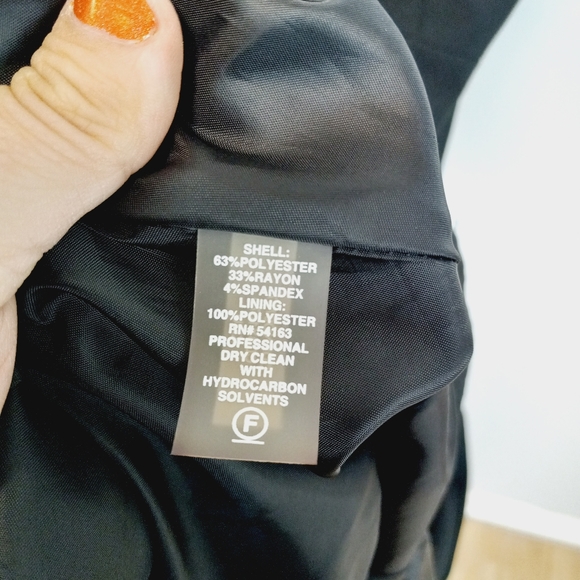 SHELL:
63%POLYESTER
33%RAYON
4%SPANDEX
LINING:
100%POLYESTER
RN# 54163
PROFESSIONAL
DRY CLEAN
WITH
HYDROCARBON
SOLVENTS
F